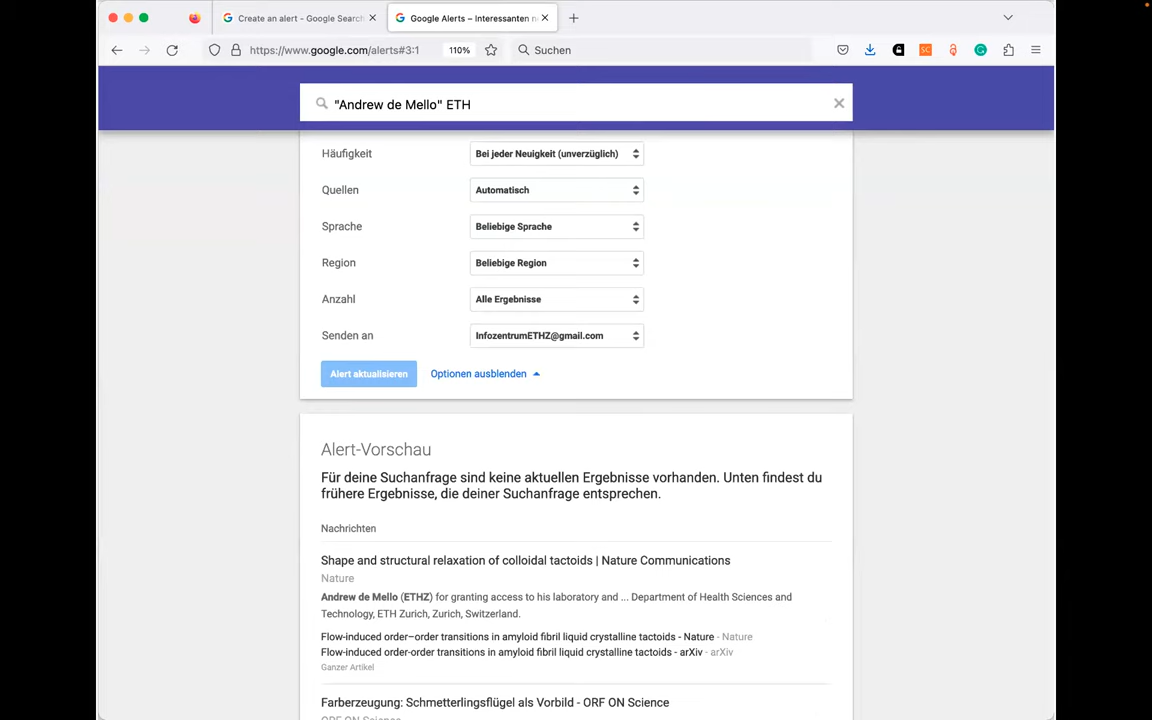 Create an alert - Google Search
Google Alerts – Interessanten n
https://www.google.com/alerts#3:1
110%
Suchen
"Andrew de Mello" ETH
Häufigkeit
Bei jeder Neuigkeit (unverzüglich)
Quellen
Automatisch
Sprache
Beliebige Sprache
Region
Beliebige Region
Anzahl
Alle Ergebnisse
Senden an
InfozentrumETHZ@gmail.com
Alert aktualisieren
Optionen ausblenden
Alert-Vorschau
Für deine Suchanfrage sind keine aktuellen Ergebnisse vorhanden. Unten findest du
frühere Ergebnisse, die deiner Suchanfrage entsprechen.
Nachrichten
Shape and structural relaxation of colloidal tactoids | Nature Communications
Nature
Andrew de Mello (ETHZ) for granting access to his laboratory and ... Department of Health Sciences and
Technology, ETH Zurich, Zurich, Switzerland.
Flow-induced order–order transitions in amyloid fibril liquid crystalline tactoids - Nature - Nature
Flow-induced order-order transitions in amyloid fibril liquid crystalline tactoids - arXiv - arXiv
Ganzer Artikel
Farberzeugung: Schmetterlingsflügel als Vorbild - ORF ON Science
ORF ON Science